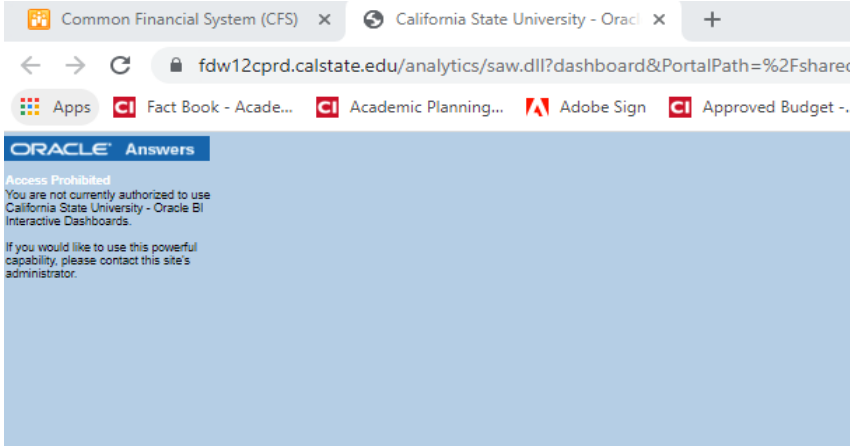 Common Financial System (CFS)
California State University - Orac
fdw12cprd.calstate.edu/analytics/saw.dll?dashboard&PortalPath=%2Fshared
Apps
CI Fact Book - Acade...
CI Academic Planning...
Adobe Sign
CI Approved Budget -..
ORACLE Answers
Access Prohibited
You are not currently authorized to use
California State University - Oracle BI
Interactive Dashboards.
If you would like to use this powerful
capability, please contact this site's
administrator.